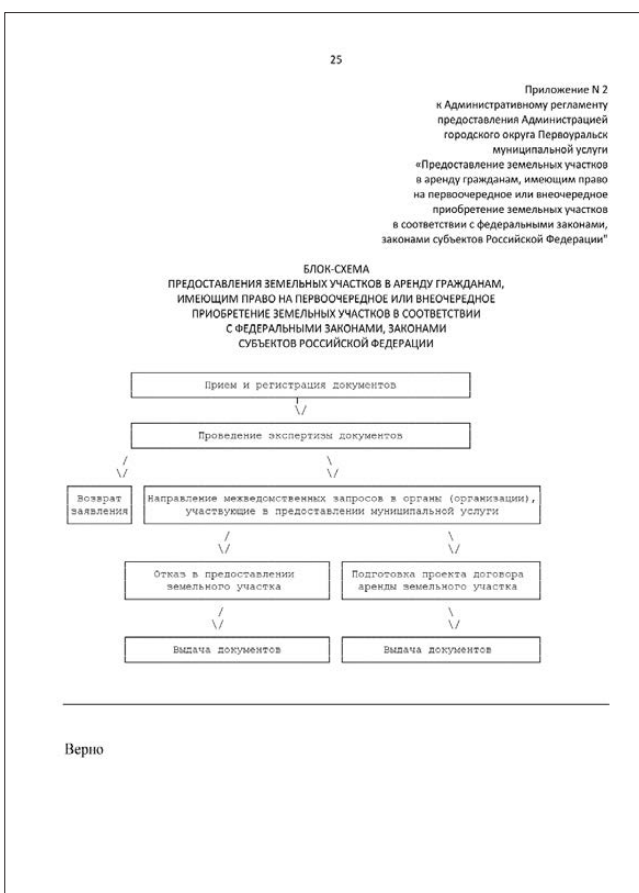 25
Приложение N 2
к Административному регламенту
предоставления Администрацией
городского округа Первоуральск
муниципальной услуги
«Предоставление земельных участков
в аренду гражданам, имеющим право
на первоочередное или внеочередное
приобретение земельных участков
в соответствии с федеральными законами,
законами субъектов Российской Федерации"
БЛОК-СХЕМА
ПРЕДОСТАВЛЕНИЯ ЗЕМЕЛЬНЫХ УЧАСТКОВ В АРЕНДУ ГРАЖДАНАМ,
ИМЕЮЩИМ ПРАВО НА ПЕРВООЧЕРЕДНОЕ ИЛИ ВНЕОЧЕРЕДНОЕ
ПРИОБРЕТЕНИЕ ЗЕМЕЛЬНЫХ УЧАСТКОВ В СООТВЕТСТВИИ
С ФЕДЕРАЛЬНЫМИ ЗАКОНАМИ, ЗАКОНАМИ
СУБЪЕКТОВ РОССИЙСКОЙ ФЕДЕРАЦИИ
Прием и регистрация документов
Проведение экспертизы документов
Возврат
заявления
Направление межведомственных запросов в органы (организации),
участвующие в предоставлении муниципальной услуги
Отказ в предоставлении
земельного участка
Подготовка проекта договора
аренды земельного участка
Выдача документов
Выдача документов
Верно